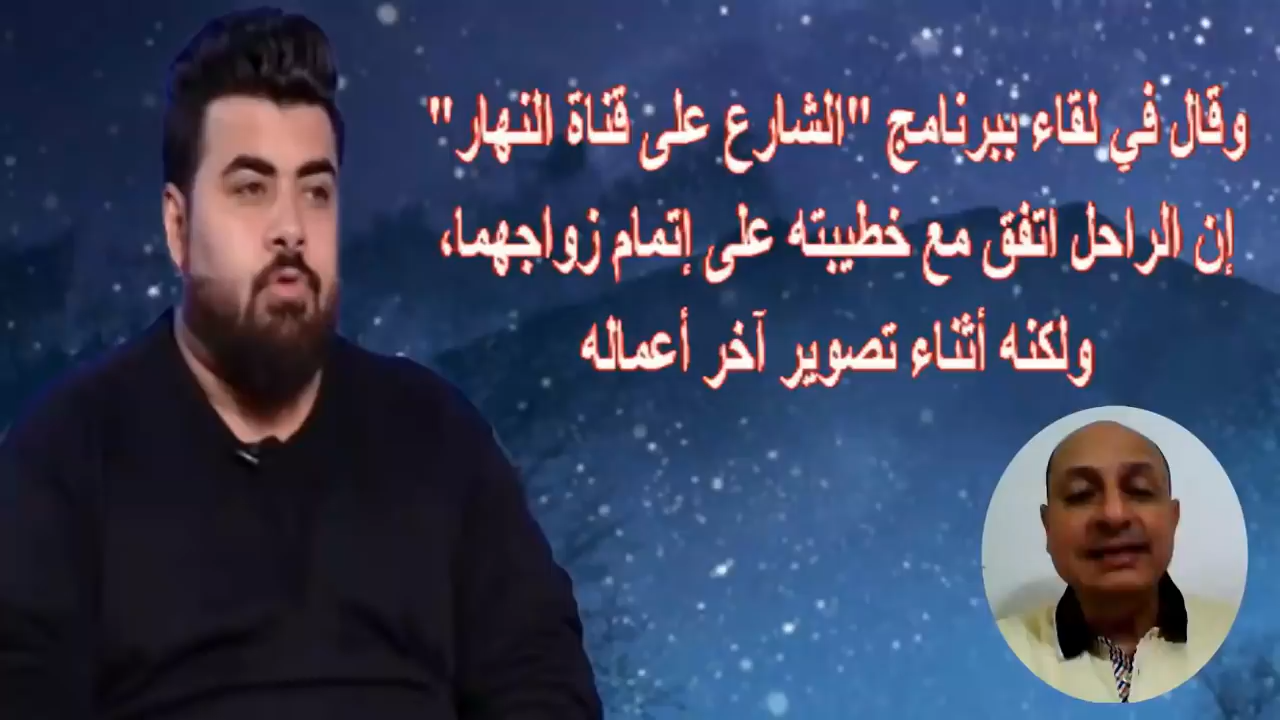 وقال في لقاء ببرنامج "الشارع على قناة النهار"
إن الراحل اتفق مع خطيبته على إتمام زواجهما،
ولكنه أثناء تصوير آخر أعماله